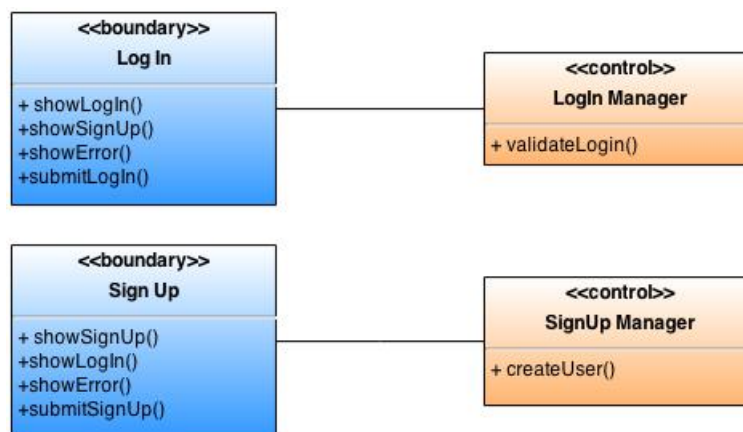 <<boundary>>
Log In
+ showLogIn()
+showSignUp()
+showError()
+submitLogIn()
<<control>>
LogIn Manager
+ validateLogin()
<<boundary>>
Sign Up
+ showSignUp()
+showLogIn()
+showError()
+submitSignUp()
<<control>>
SignUp Manager
+ createUser()